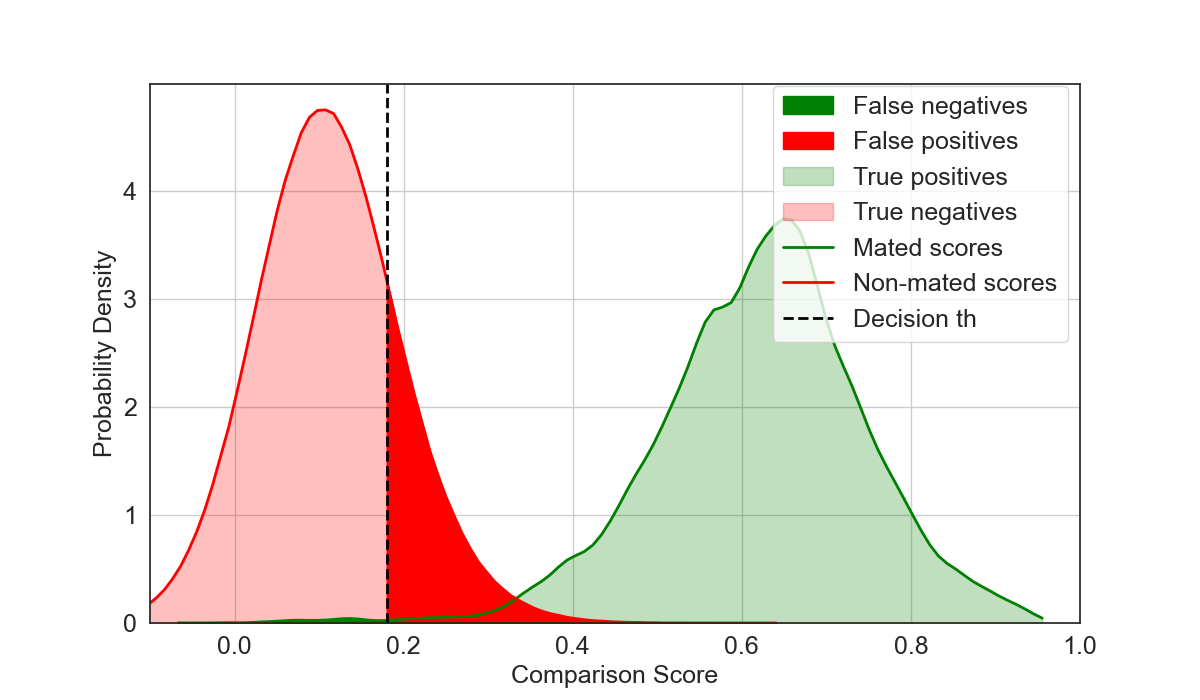 False negatives
False positives
True positives
True negatives
Mated scores
Non-mated scores
Decision th
Probability Density
4
3
2
1
0
0.0 0.2 0.4 0.6 0.8 1.0
Comparison Score